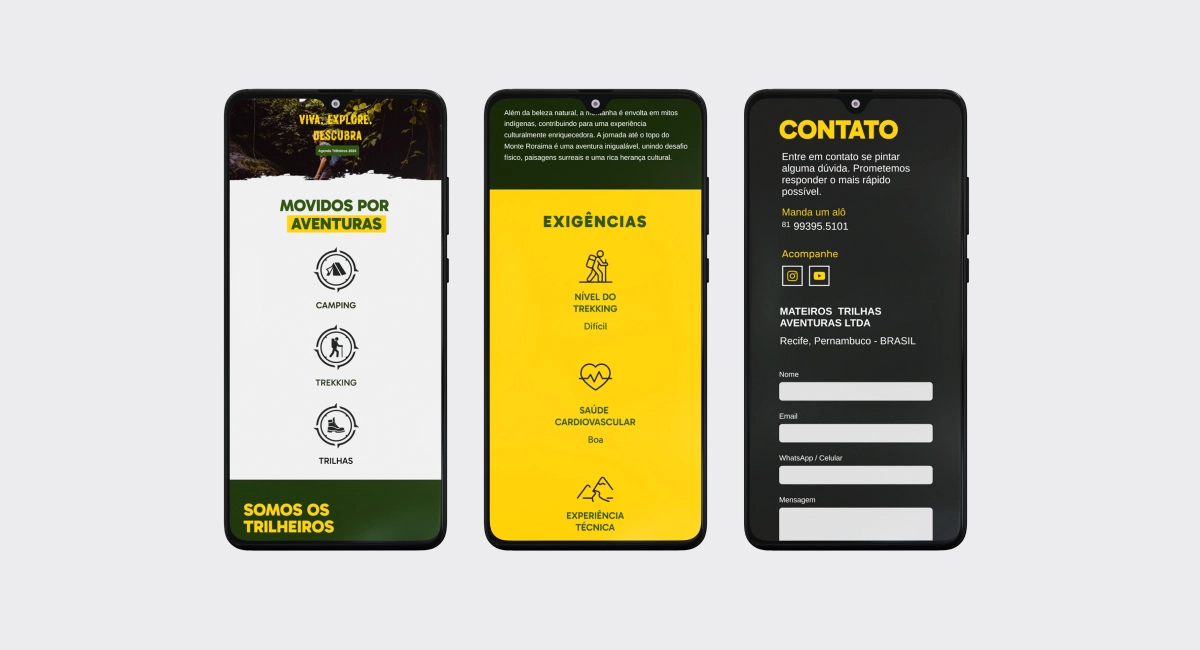 VIVA. EXPLORE.
DESCUBRA
Agenda Trilheiros 2024
MOVIDOS POR
AVENTURAS
CAMPING
TREKKING
TRILHAS
SOMOS OS
TRILHEIROS
Além da beleza natural, a montanha é envolta em mitos
indígenas, contribuindo para uma experiência
culturalmente enriquecedora. A jornada até o topo do
Monte Roraima é uma aventura inigualável, unindo desafio
físico, paisagens surreais e uma rica herança cultural.
EXIGÊNCIAS
NÍVEL DO
TREKKING
Difícil
SAÚDE
CARDIOVASCULAR
Boa
EXPERIÊNCIA
TÉCNICA
CONTATO
Entre em contato se pintar
alguma dúvida. Prometemos
responder o mais rápido
possível.
Manda um alô
81 99395.5101
Acompanhe
MATEIROS TRILHAS
AVENTURAS LTDA
Recife, Pernambuco - BRASIL
Nome
Email
WhatsApp / Celular
Mensagem